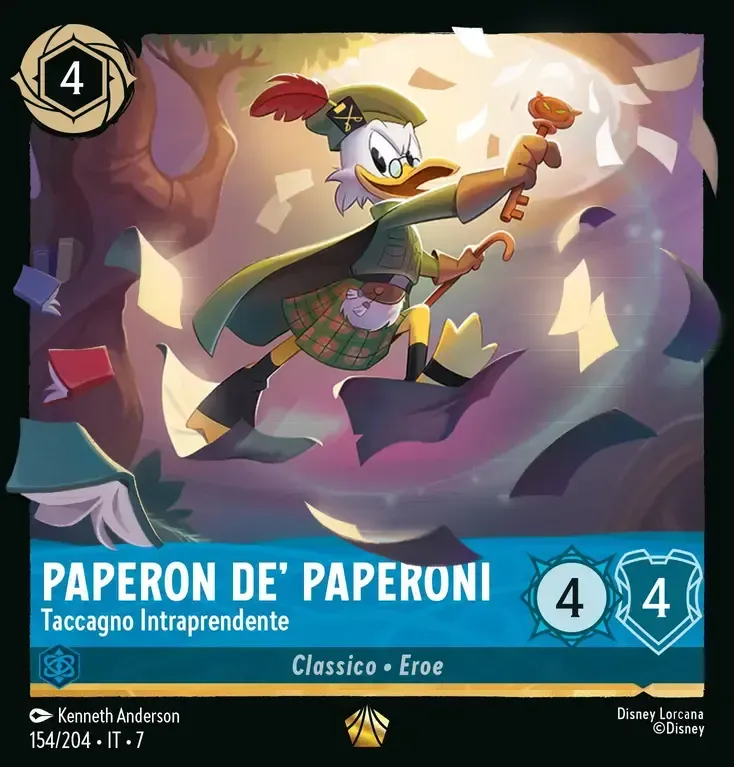 4
PAPERON DE' PAPERONI
Taccagno Intraprendente
4 4
Classico • Eroe
Kenneth Anderson
Disney Lorcana
154/204 • IT • 7
©Disney